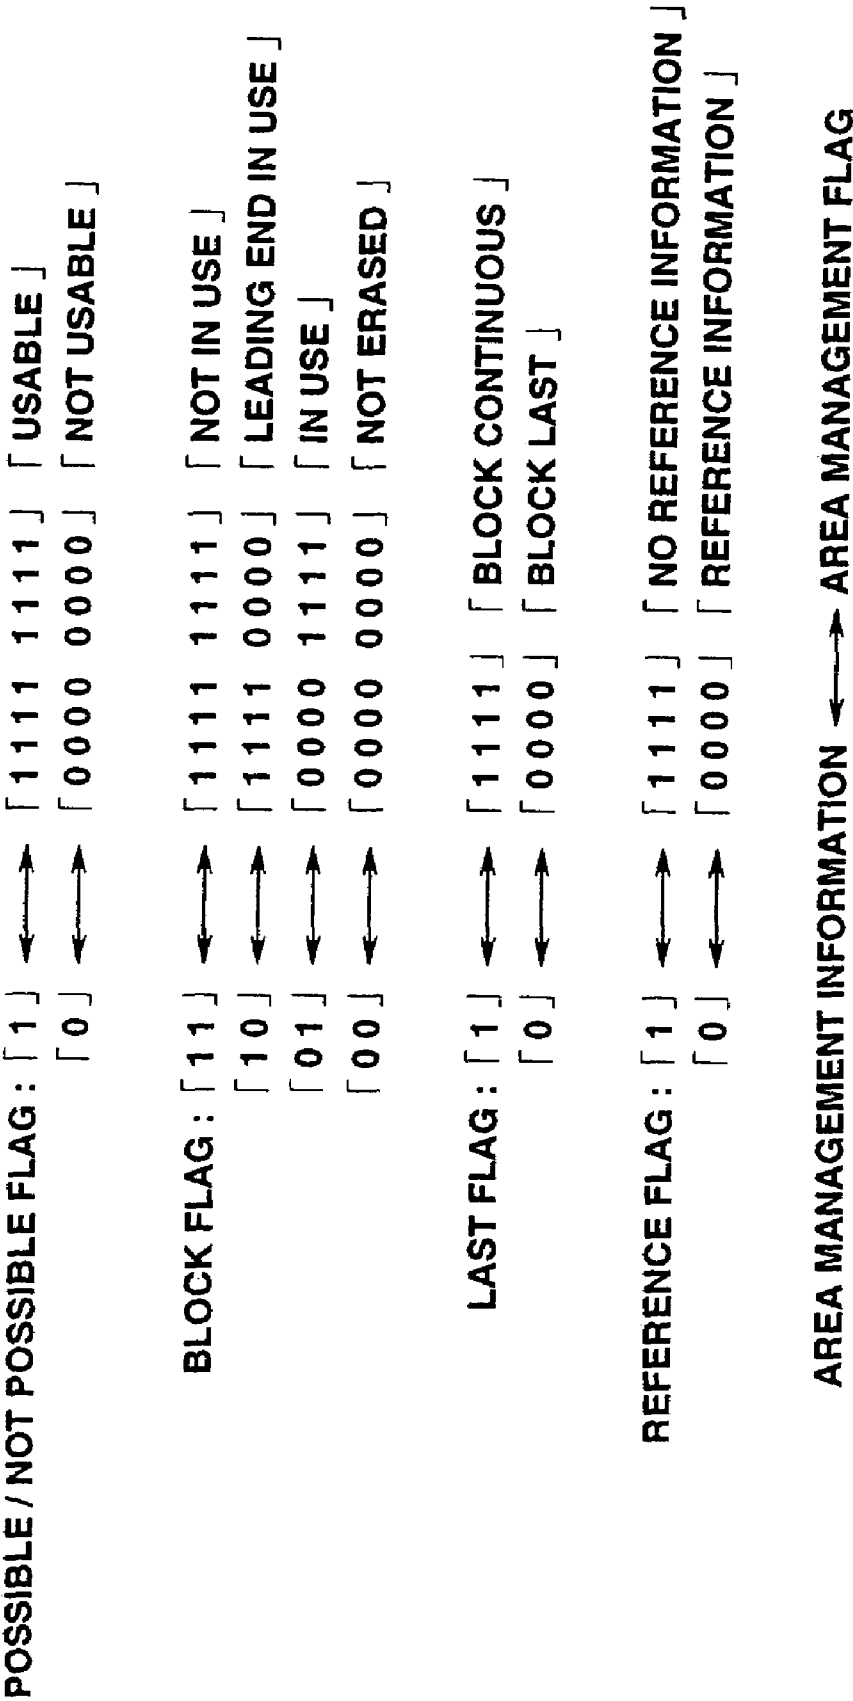 POSSIBLE / NOT POSSIBLE FLAG : 「1」 ↔ 「1111 1111」 「USABLE」
「0」 ↔ 「0000 0000」 「NOT USABLE」
BLOCK FLAG : 「11」 ↔ 「1111 1111」 「NOT IN USE」
「10」 ↔ 「1111 0000」 「LEADING END IN USE」
「01」 ↔ 「0000 1111」 「IN USE」
「00」 ↔ 「0000 0000」 「NOT ERASED」
LAST FLAG : 「1」 ↔ 「1111」 「BLOCK CONTINUOUS」
「0」 ↔ 「0000」 「BLOCK LAST」
REFERENCE FLAG : 「1」 ↔ 「1111」 「NO REFERENCE INFORMATION」
「0」 ↔ 「0000」 「REFERENCE INFORMATION」
AREA MANAGEMENT INFORMATION ↔ AREA MANAGEMENT FLAG